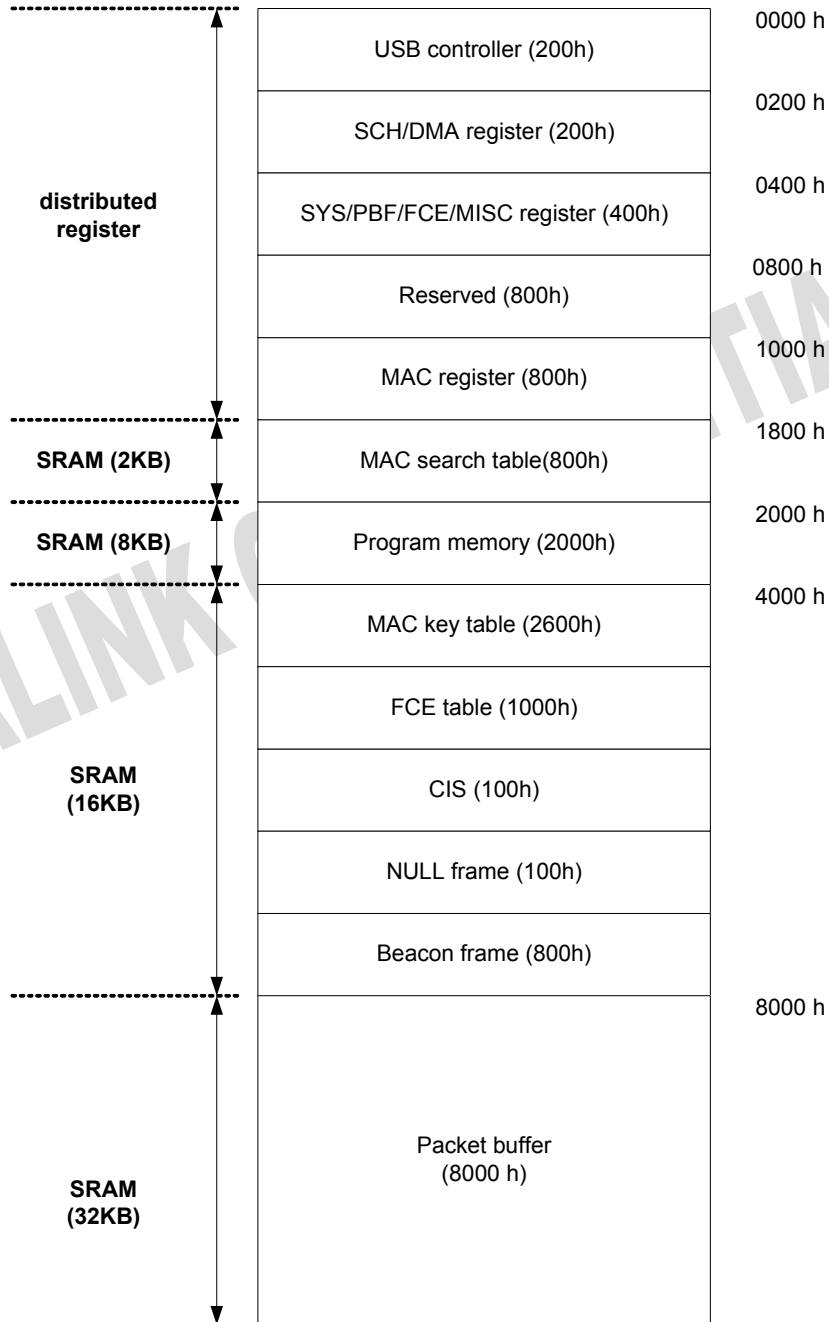 0000 h
USB controller (200h)
0200 h
SCH/DMA register (200h)
0400 h
distributed
register
SYS/PBF/FCE/MISC register (400h)
0800 h
Reserved (800h)
1000 h
MAC register (800h)
1800 h
SRAM (2KB)
MAC search table(800h)
2000 h
SRAM (8KB)
Program memory (2000h)
4000 h
MAC key table (2600h)
FCE table (1000h)
SRAM
(16KB)
CIS (100h)
NULL frame (100h)
Beacon frame (800h)
8000 h
Packet buffer
(8000 h)
SRAM
(32KB)